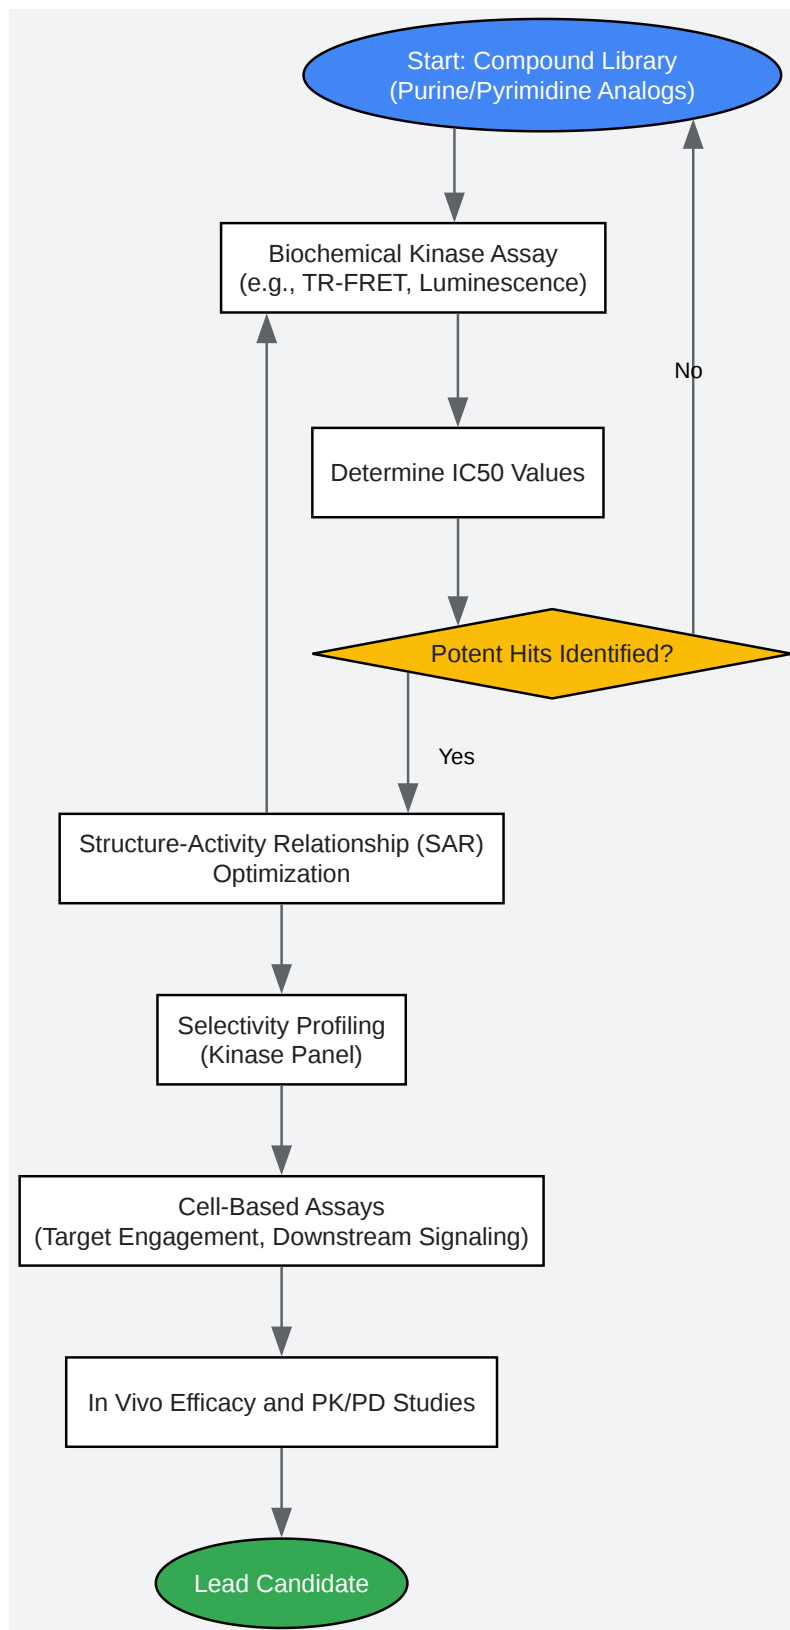 Start: Compound Library
(Purine/Pyrimidine Analogs)
Biochemical Kinase Assay
(e.g., TR-FRET, Luminescence)
No
Determine IC50 Values
Potent Hits Identified?
Yes
Structure-Activity Relationship (SAR)
Optimization
Selectivity Profiling
(Kinase Panel)
Cell-Based Assays
(Target Engagement, Downstream Signaling)
In Vivo Efficacy and PK/PD Studies
Lead Candidate